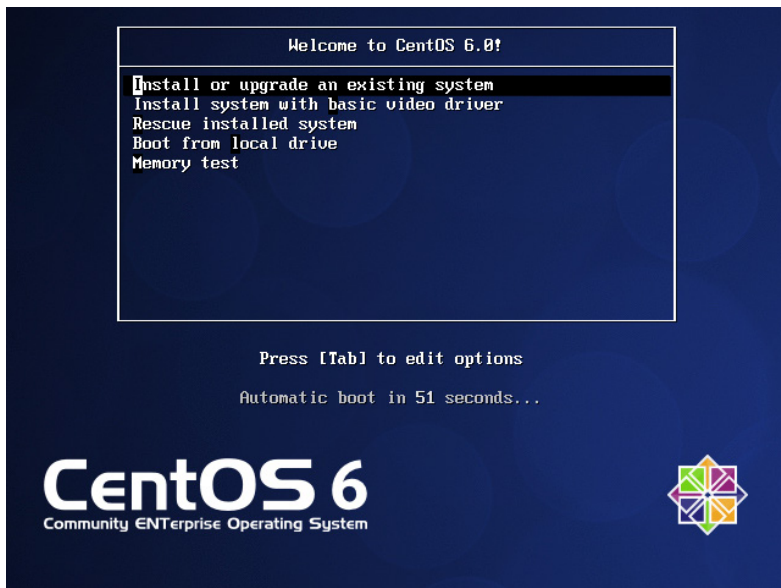 Welcome to CentOS 6.0!
Install or upgrade an existing system
Install system with basic video driver
Rescue installed system
Boot from local drive
Memory test
Press [Tab] to edit options
Automatic boot in 51 seconds...
CentOS 6
Community ENTerprise Operating System